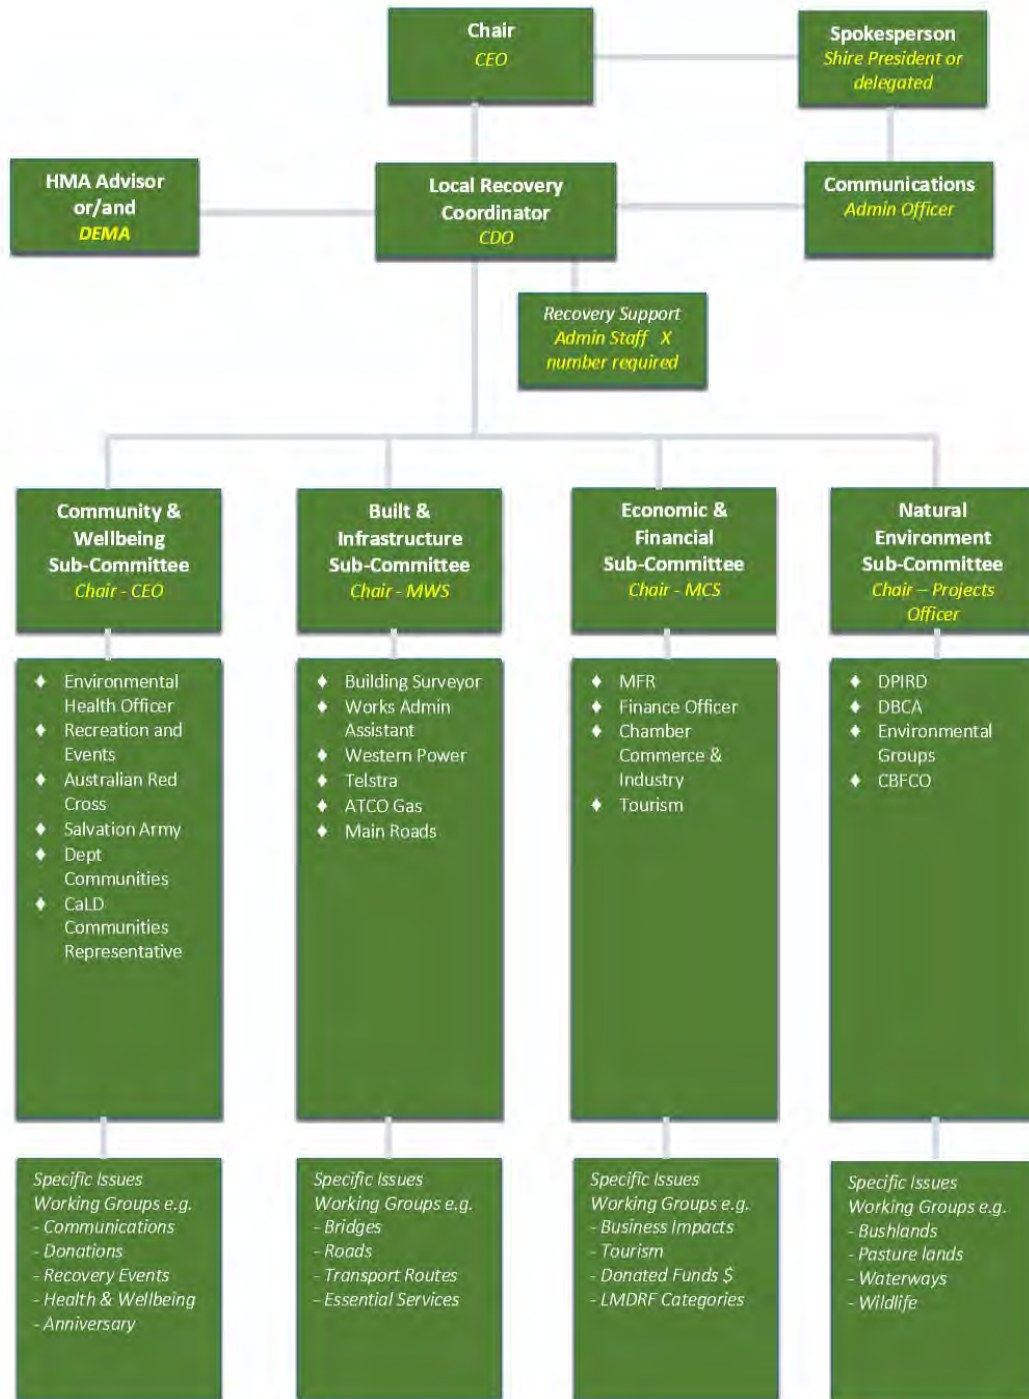 Chair
CEO
Spokesperson
Shire President or
delegated
HMA Advisor
or/and
DEMA
Local Recovery
Coordinator
CDO
Communications
Admin Officer
Recovery Support
Admin Staff X
number required
Community &
Wellbeing
Sub-Committee
Chair - CEO
Built &
Infrastructure
Sub-Committee
Chair - MWS
Economic &
Financial
Sub-Committee
Chair - MCS
Natural
Environment
Sub-Committee
Chair – Projects
Officer
♦ Environmental
Health Officer
♦ Recreation and
Events
♦ Australian Red
Cross
♦ Salvation Army
♦ Dept
Communities
♦ CaLD
Communities
Representative
♦ Building Surveyor
♦ Works Admin
Assistant
♦ Western Power
♦ Telstra
♦ ATCO Gas
♦ Main Roads
♦ MFR
♦ Finance Officer
♦ Chamber
Commerce &
Industry
♦ Tourism
♦ DPIRD
♦ DBCA
♦ Environmental
Groups
♦ CBFCO
Specific Issues
Working Groups e.g.
- Communications
- Donations
- Recovery Events
- Health & Wellbeing
- Anniversary
Specific Issues
Working Groups e.g.
- Bridges
- Roads
- Transport Routes
- Essential Services
Specific Issues
Working Groups e.g.
- Business Impacts
- Tourism
- Donated Funds $
- LMDRF Categories
Specific Issues
Working Groups e.g.
- Bushlands
- Pasture lands
- Waterways
- Wildlife